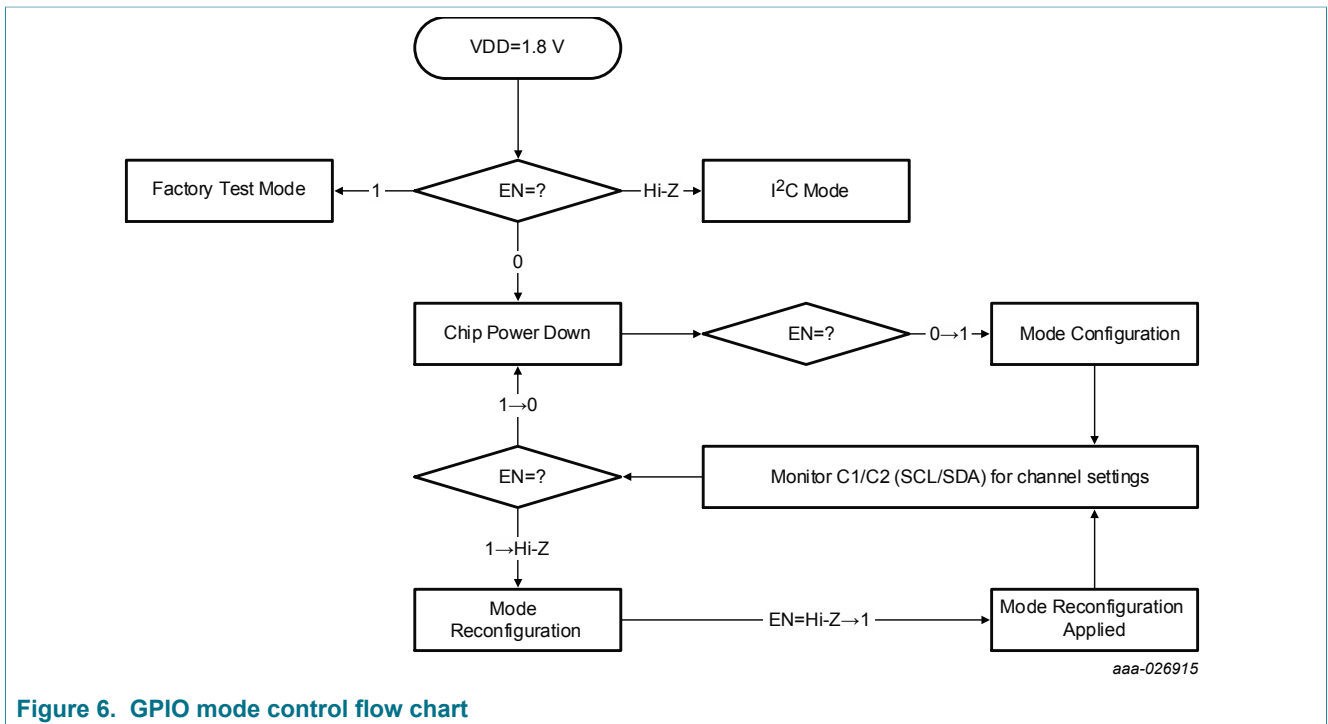 VDD=1.8 V
Factory Test Mode
1
EN=?
Hi-Z
I2C Mode
0
Chip Power Down
EN=?
0→1
Mode Configuration
1→0
EN=?
Monitor C1/C2 (SCL/SDA) for channel settings
1→Hi-Z
Mode
Reconfiguration
EN=Hi-Z→1
Mode Reconfiguration
Applied
aaa-026915
Figure 6. GPIO mode control flow chart